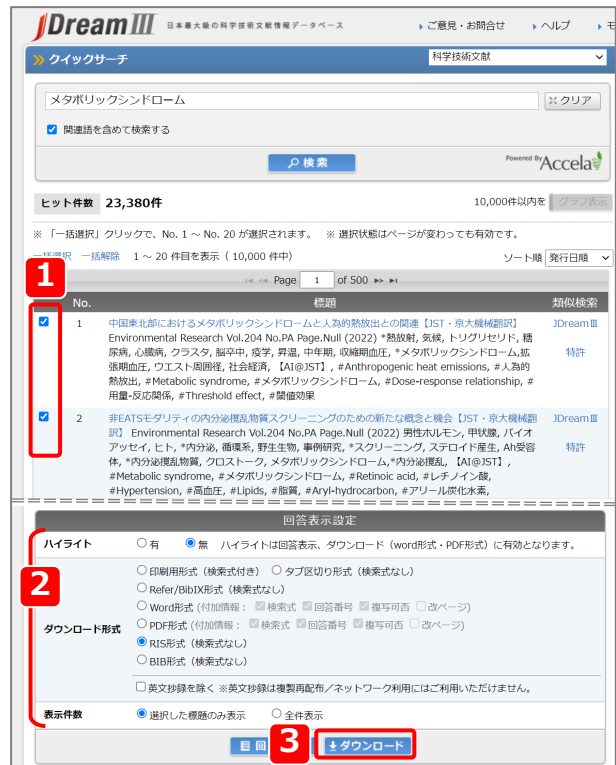 JDreamⅢ 日本最大級の科学技術文献情報データベース ご意見・お問合せ ヘルプ モ
クイックサーチ 科学技術文献
メタボリックシンドローム クリア
関連語を含めて検索する
検索 Powered By Accela
ヒット件数 23,380件 10,000件以内を グラフ表示
※ 「一括選択」クリックで、No. 1 ～ No. 20 が選択されます。 ※ 選択状態はページが変わっても有効です。
一括選択 一括解除 1 ～ 20 件目を表示（ 10,000 件中） ソート順 発行日順
1
Page 1 of 500
No. 標題 類似検索
1 中国東北部におけるメタボリックシンドロームと人為的熱放出との関連【JST・京大機械翻訳】 JDreamⅢ
Environmental Research Vol.204 No.PA Page.Null (2022) *熱放射, 気候, トリグリセリド, 糖
尿病, 心臓病, クラスタ, 脳卒中, 疫学, 昇温, 中年期, 収縮期血圧, *メタボリックシンドローム,拡 特許
張期血圧, ウエスト周囲径, 社会経済, 【AI@JST】, #Anthropogenic heat emissions, #人為的
熱放出, #Metabolic syndrome, #メタボリックシンドローム, #Dose-response relationship, #
用量-反応関係, #Threshold effect, #閾値効果
2 非EATSモダリティの内分泌撹乱物質スクリーニングのための新たな概念と機会【JST・京大機械翻 JDreamⅢ
訳】 Environmental Research Vol.204 No.PA Page.Null (2022) 男性ホルモン, 甲状腺, バイオ
アッセイ, ヒト, *内分泌, 循環系, 野生生物, 事例研究, *スクリーニング, ステロイド産生, Ah受容 特許
体, *内分泌撹乱物質, クロストーク, メタボリックシンドローム,*内分泌撹乱, 【AI@JST】,
#Metabolic syndrome, #メタボリックシンドローム, #Retinoic acid, #レチノイン酸,
#Hypertension, #高血圧, #Lipids, #脂質, #Aryl-hydrocarbon, #アリール炭化水素,
回答表示設定
ハイライト 有 無 ハイライトは回答表示、ダウンロード（word形式・PDF形式）に有効となります。
2
印刷用形式（検索式付き） タブ区切り形式（検索式なし）
Refer/BibIX形式（検索式なし）
Word形式 (付加情報： 検索式 回答番号 複写可否 改ページ)
ダウンロード形式 PDF形式 (付加情報： 検索式 回答番号 複写可否 改ページ)
RIS形式（検索式なし）
BIB形式（検索式なし）
英文抄録を除く ※英文抄録は複製再配布／ネットワーク利用にはご利用いただけません。
表示件数 選択した標題のみ表示 全件表示
回 3 ダウンロード